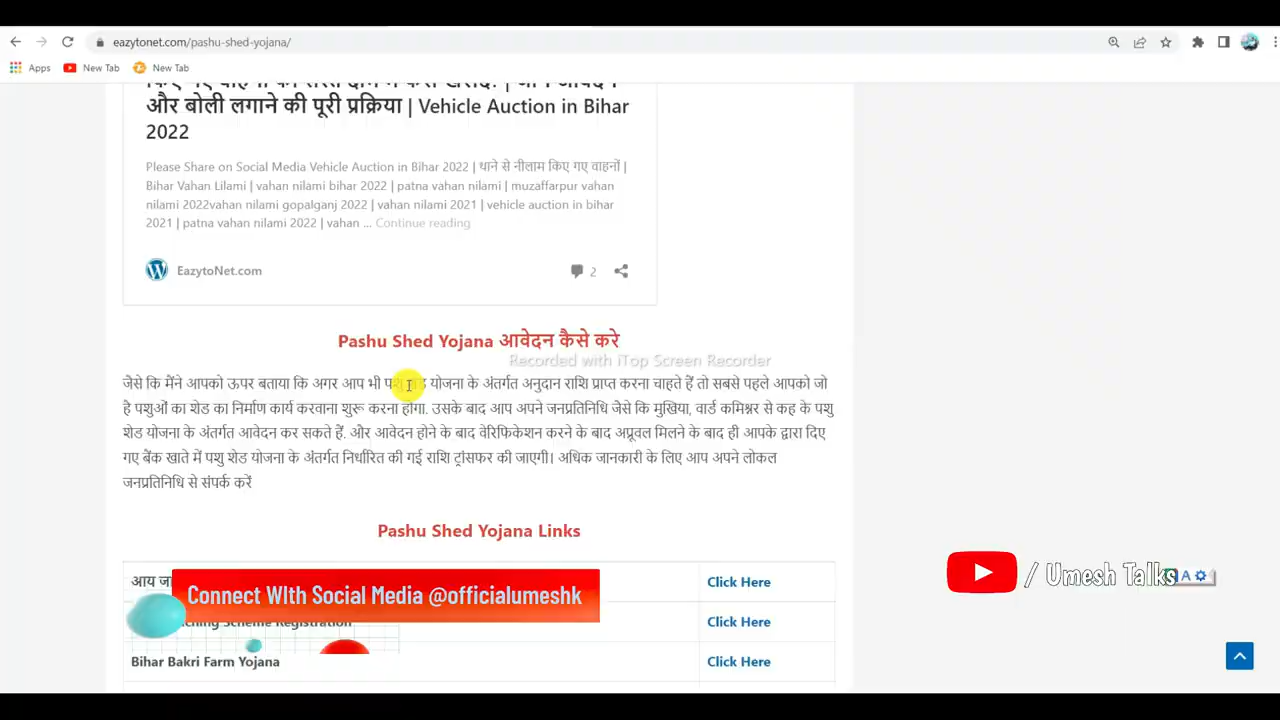 eazytonet.com/pashu-shed-yojana/
Apps New Tab New Tab
और बोली लगाने की पूरी प्रक्रिया | Vehicle Auction in Bihar
2022
Please Share on Social Media Vehicle Auction in Bihar 2022 | थाने से नीलाम किए गए वाहनों |
Bihar Vahan Lilami | vahan nilami bihar 2022 | patna vahan nilami | muzaffarpur vahan
nilami 2022vahan nilami gopalganj 2022 | vahan nilami 2021 | vehicle auction in bihar
2021 | patna vahan nilami 2022 | vahan ... Continue reading
EazytoNet.com 2
Pashu Shed Yojana आवेदन कैसे करे
Recorded with iTop Screen Recorder
जैसे कि मैंने आपको ऊपर बताया कि अगर आप भी पशु शेड योजना के अंतर्गत अनुदान राशि प्राप्त करना चाहते हैं तो सबसे पहले आपको जो
है पशुओं का शेड का निर्माण कार्य करवाना शुरू करना होगा. उसके बाद आप अपने जनप्रतिनिधि जैसे कि मुखिया, वार्ड कमिश्नर से कह के पशु
शेड योजना के अंतर्गत आवेदन कर सकते हैं. और आवेदन होने के बाद वेरिफिकेशन करने के बाद अप्रूवल मिलने के बाद ही आपके द्वारा दिए
गए बैंक खाते में पशु शेड योजना के अंतर्गत निर्धारित की गई राशि ट्रांसफर की जाएगी। अधिक जानकारी के लिए आप अपने लोकल
जनप्रतिनिधि से संपर्क करें
Pashu Shed Yojana Links
आय Click Here
Connect WIth Social Media @officialumeshk
/ Umesh Talks
Scheme Registration Click Here
Bihar Bakri Farm Yojana Click Here